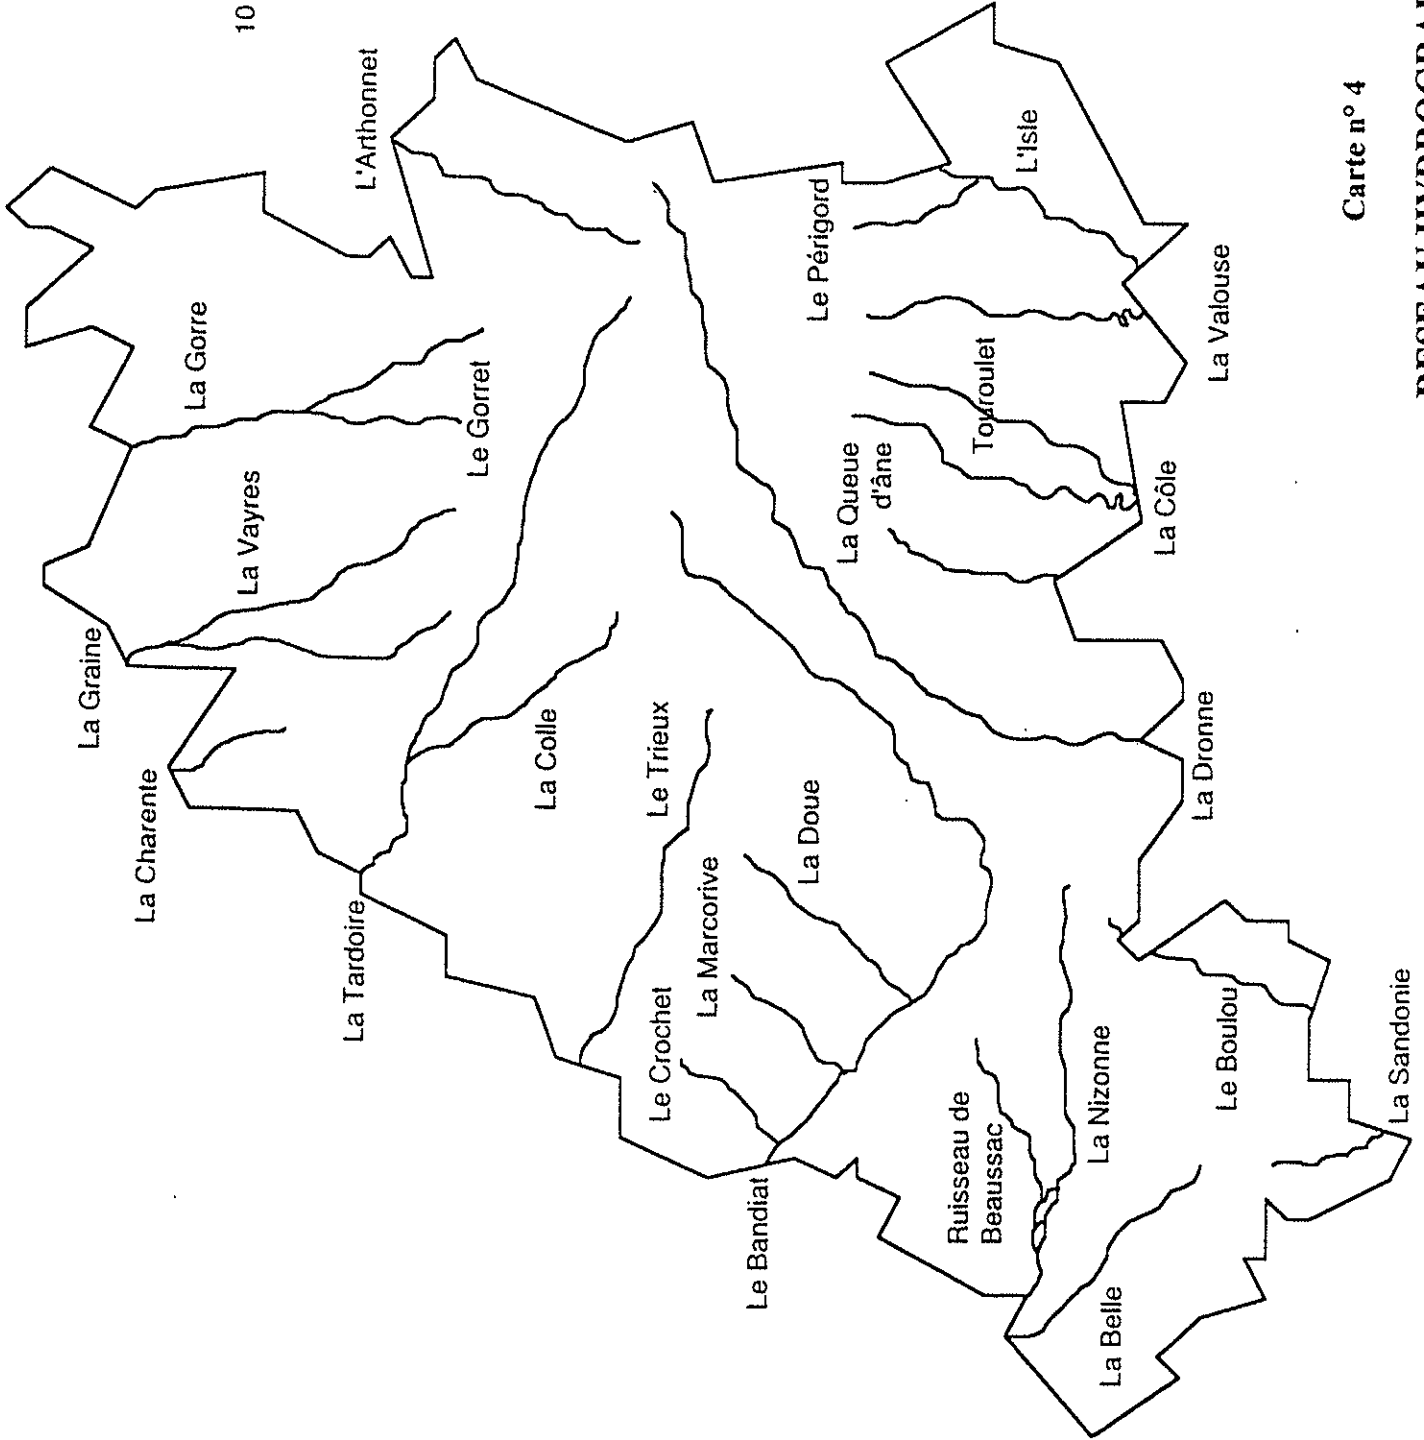 10
L'Arthonnet
La Gorre
Le Gorret
La Vayres
La Graine
La Charente
La Tardoire
La Colle
Le Trieux
La Doue
La Marcorive
Le Crochet
Le Bandiat
Ruisseau de
Beaussac
La Nizonne
La Belle
Le Boulou
La Sandonie
La Dronne
La Côle
La Queue
d'âne
Touroulet
La Valouse
Le Périgord
L'Isle
Carte n° 4